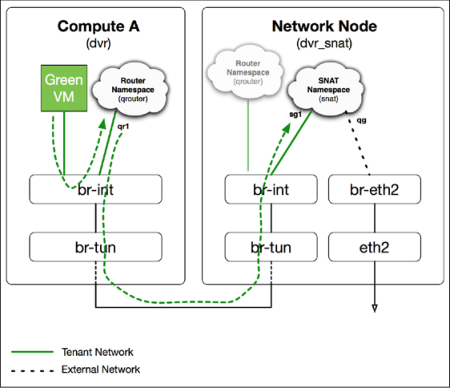 Compute A
(dvr)
Green
VM
Router
Namespace
(qrouter)
qr1
br-int
br-tun
Network Node
(dvr_snat)
Router
Namespace
(qrouter)
SNAT
Namespace
(snat)
sg1
qg
br-int
br-eth2
br-tun
eth2
Tenant Network
External Network